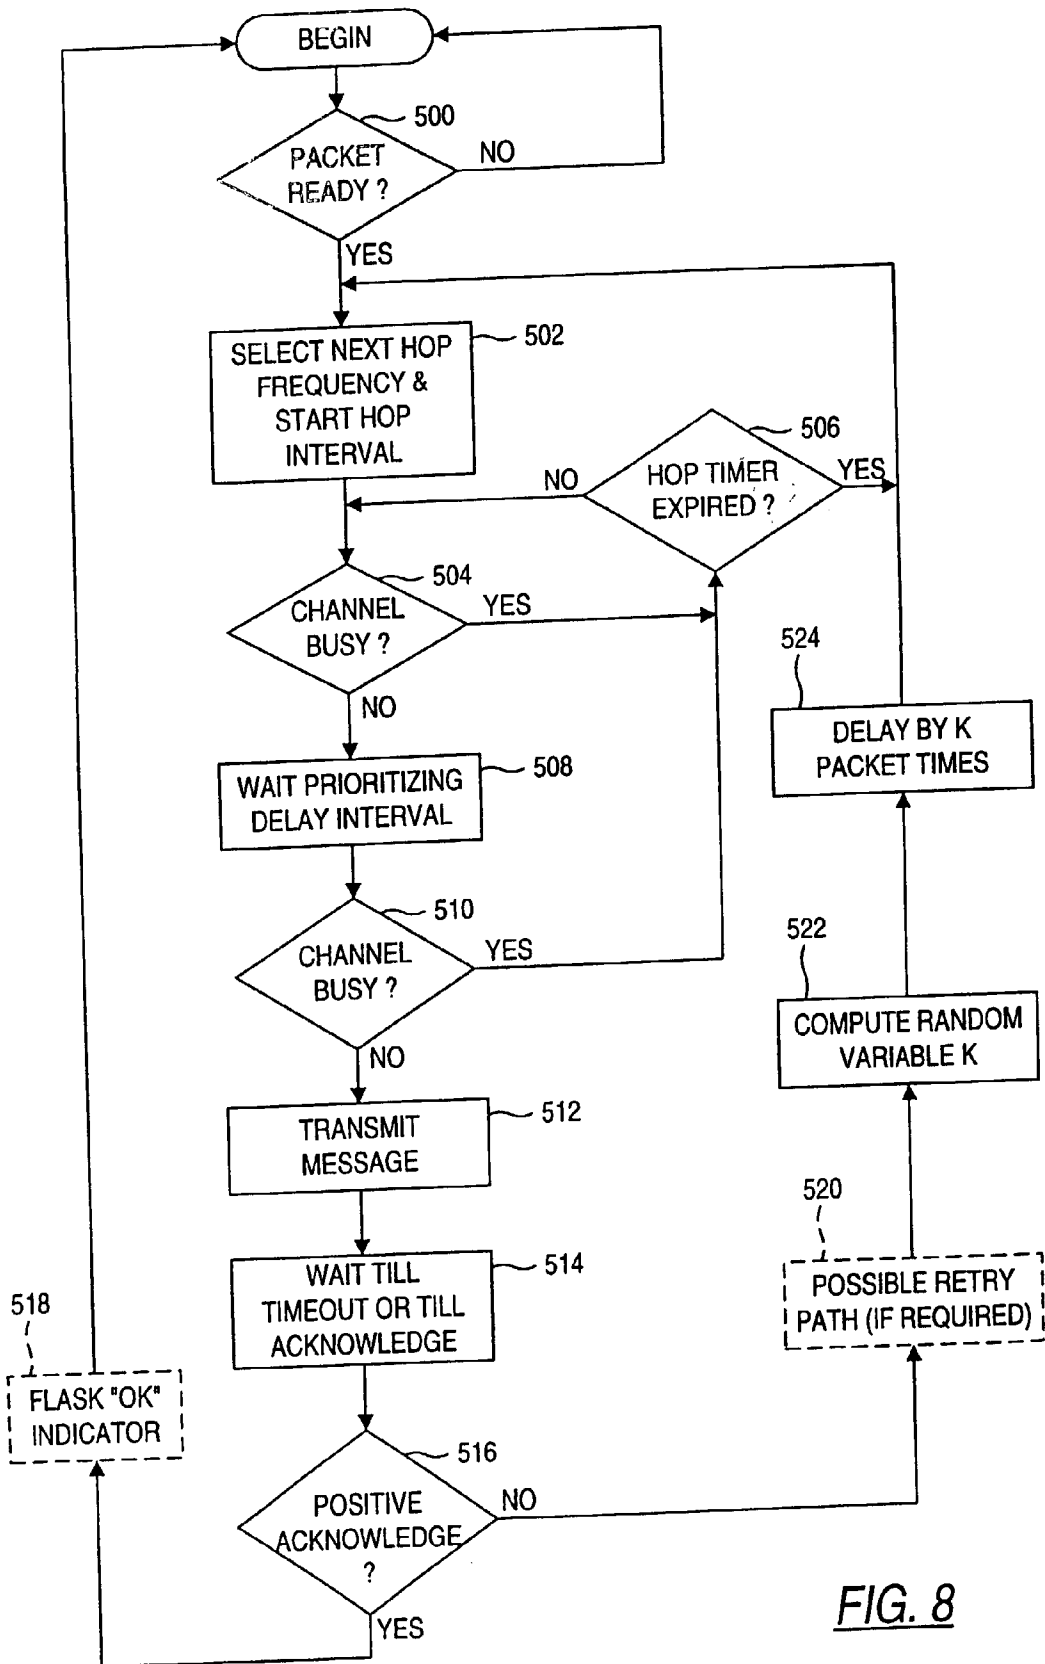 BEGIN
500
PACKET
READY ?
NO
YES
502
SELECT NEXT HOP
FREQUENCY &
START HOP
INTERVAL
506
HOP TIMER
EXPIRED ?
NO
YES
504
CHANNEL
BUSY ?
YES
NO
524
DELAY BY K
PACKET TIMES
508
WAIT PRIORITIZING
DELAY INTERVAL
510
CHANNEL
BUSY ?
YES
NO
522
COMPUTE RANDOM
VARIABLE K
512
TRANSMIT
MESSAGE
520
POSSIBLE RETRY
PATH (IF REQUIRED)
514
WAIT TILL
TIMEOUT OR TILL
ACKNOWLEDGE
518
FLASK "OK"
INDICATOR
516
POSITIVE
ACKNOWLEDGE
?
NO
YES
FIG. 8